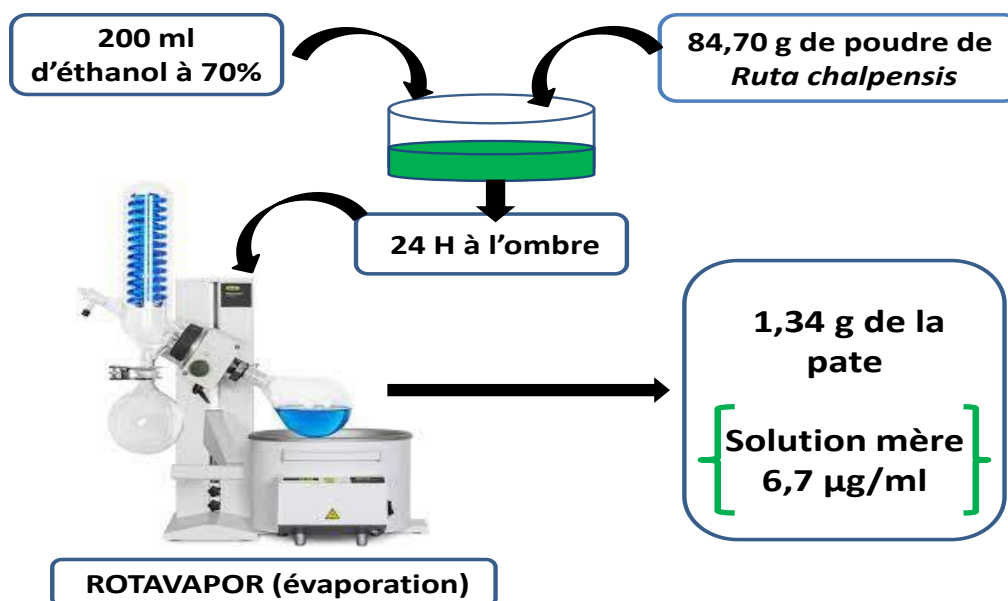 200 ml
d’éthanol à 70%
84,70 g de poudre de
Ruta chalpensis
24 H à l’ombre
1,34 g de la
pate
Solution mère
6,7 µg/ml
ROTAVAPOR (évaporation)